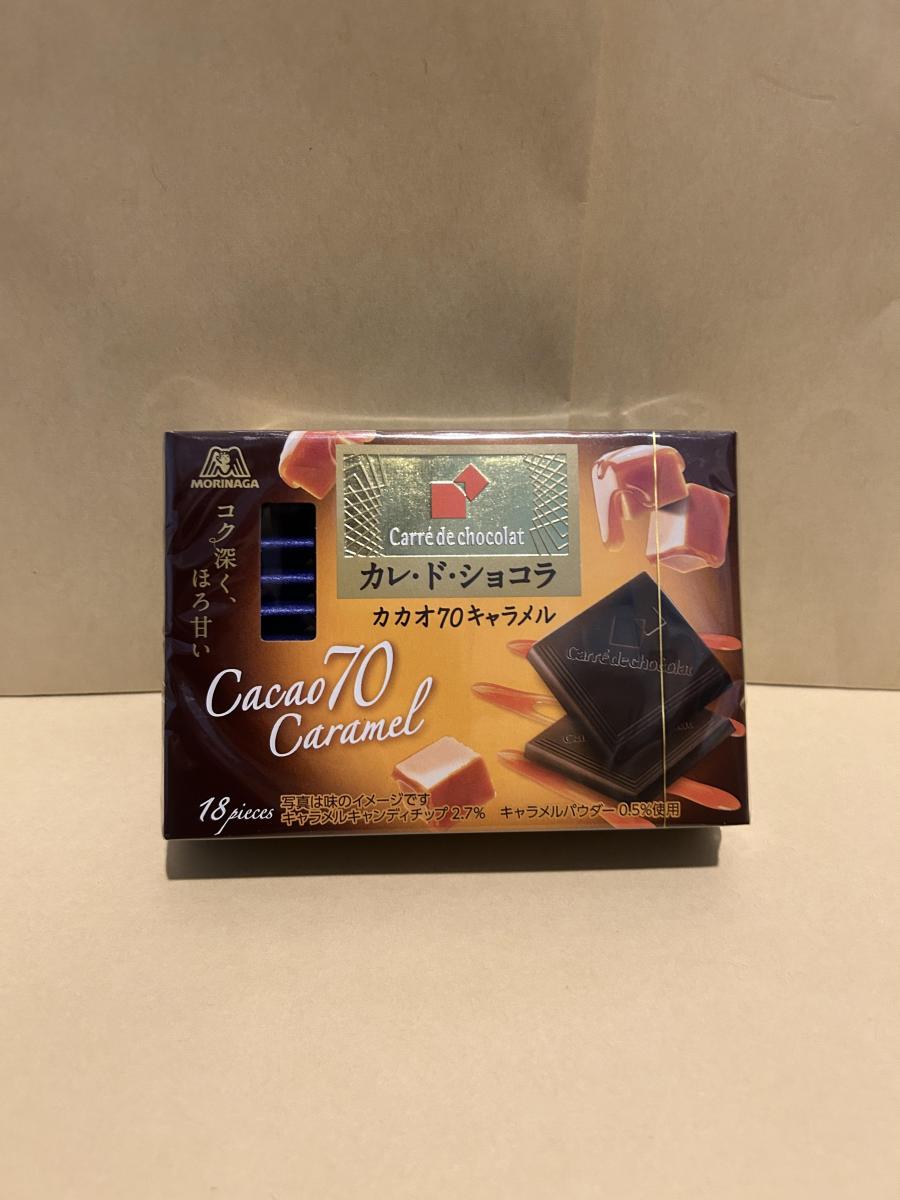 MORINAGA
コク深く、
ほろ甘い
Carré de chocolat
カレ・ド・ショコラ
カカオ70キャラメル
Carré de chocolat
Cacao 70
Caramel
18 pieces
写真は味のイメージです
キャラメルキャンディチップ 2.7% キャラメルパウダー 0.5%使用